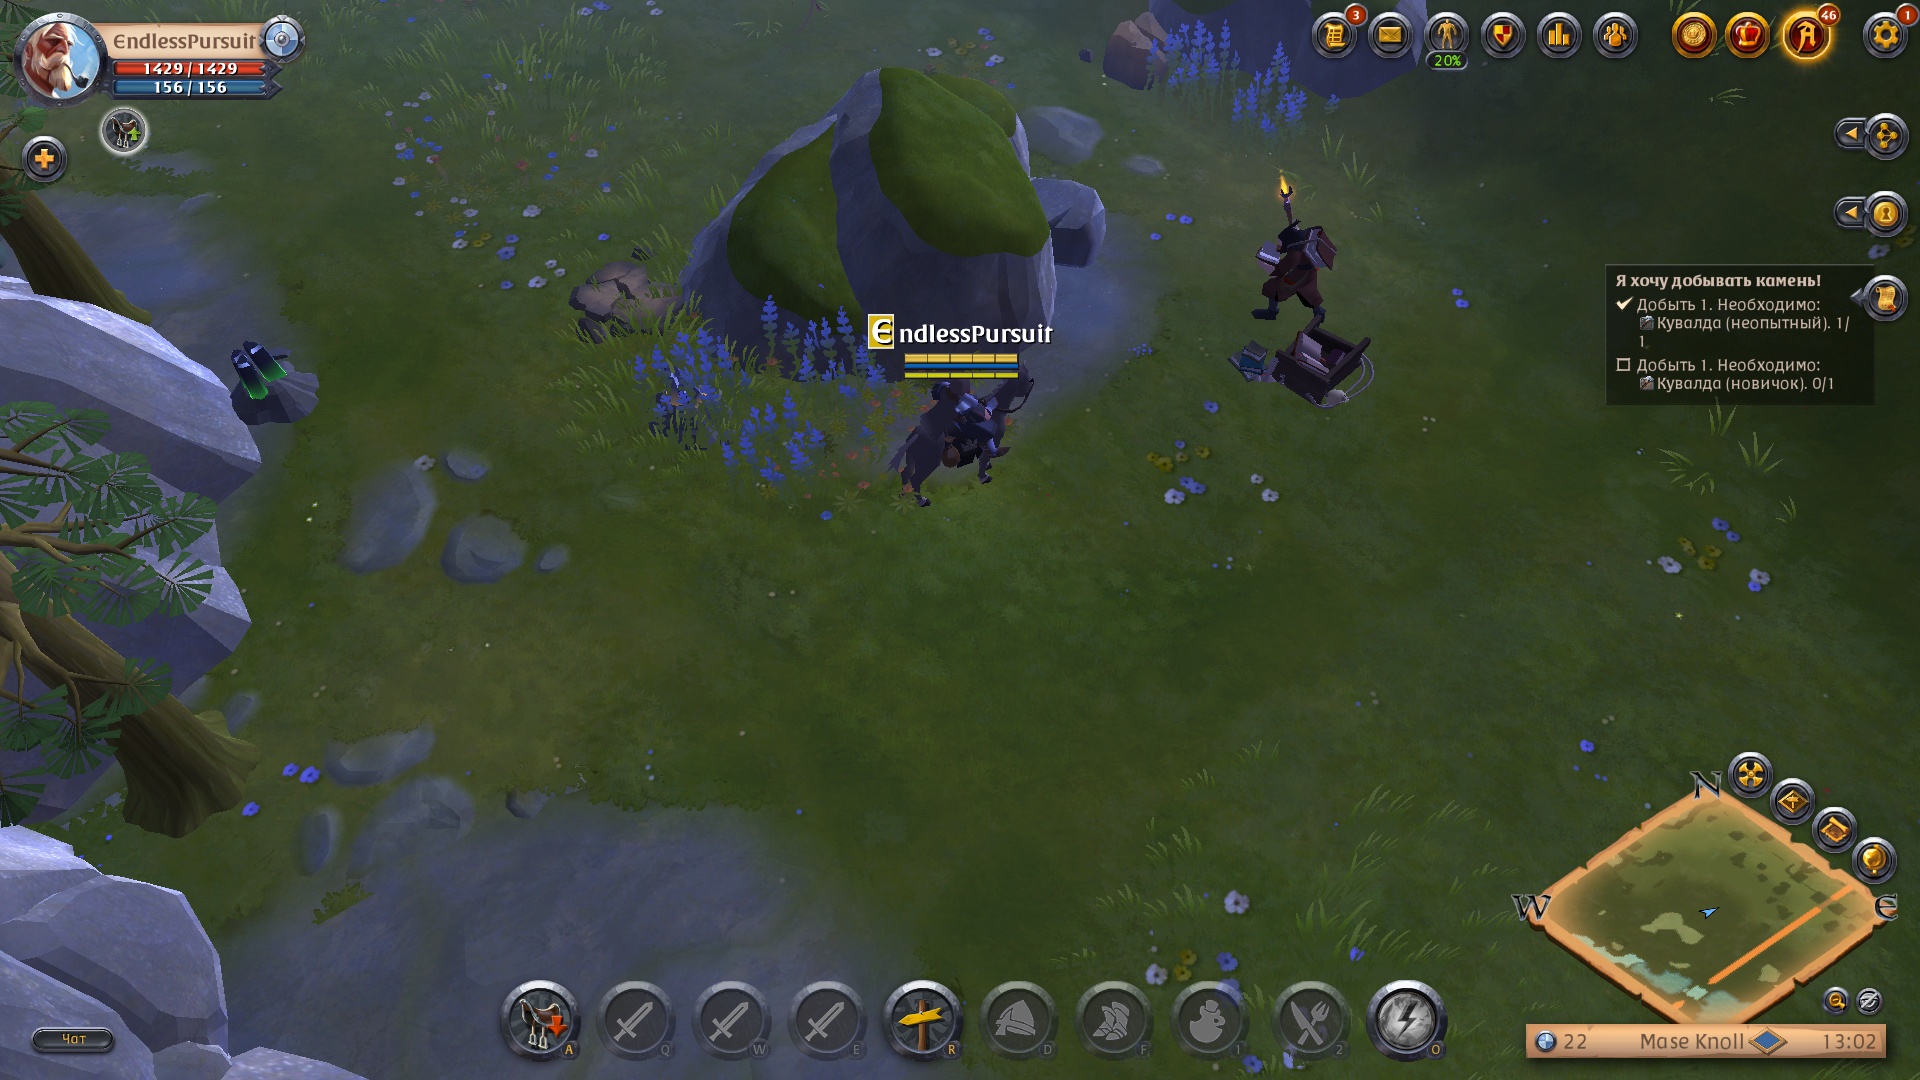 EndlessPursuit
1429 / 1429
156 / 156
3
20%
46
1
Я хочу добывать камень!
Добыть 1. Необходимо:
Кувалда (неопытный). 1/
1
Добыть 1. Необходимо:
Кувалда (новичок). 0/1
EndlessPursuit
N
W
E
A
Q
W
E
R
D
F
1
2
O
Чат
22
Mase Knoll
13:02